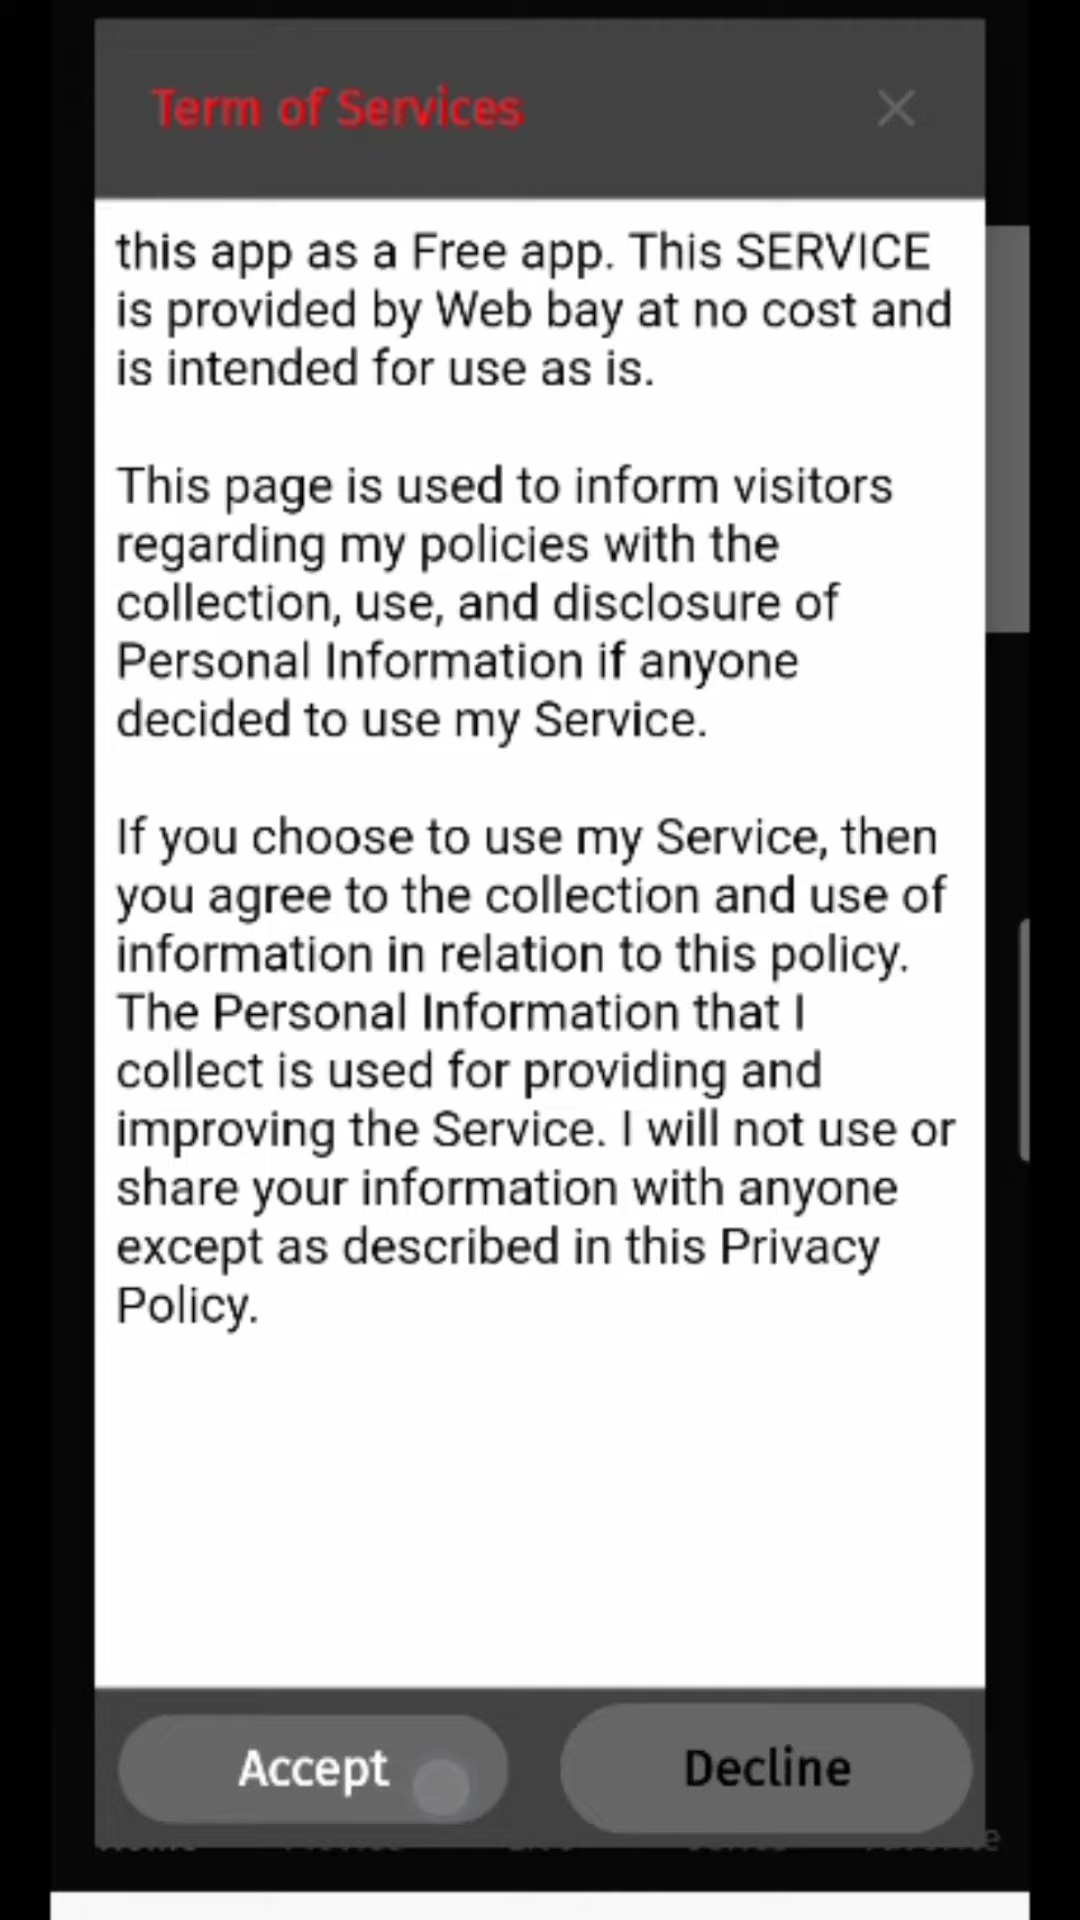 Term of Services
this app as a Free app. This SERVICE
is provided by Web bay at no cost and
is intended for use as is.
This page is used to inform visitors
regarding my policies with the
collection, use, and disclosure of
Personal Information if anyone
decided to use my Service.
If you choose to use my Service, then
you agree to the collection and use of
information in relation to this policy.
The Personal Information that I
collect is used for providing and
improving the Service. I will not use or
share your information with anyone
except as described in this Privacy
Policy.
Accept
Decline